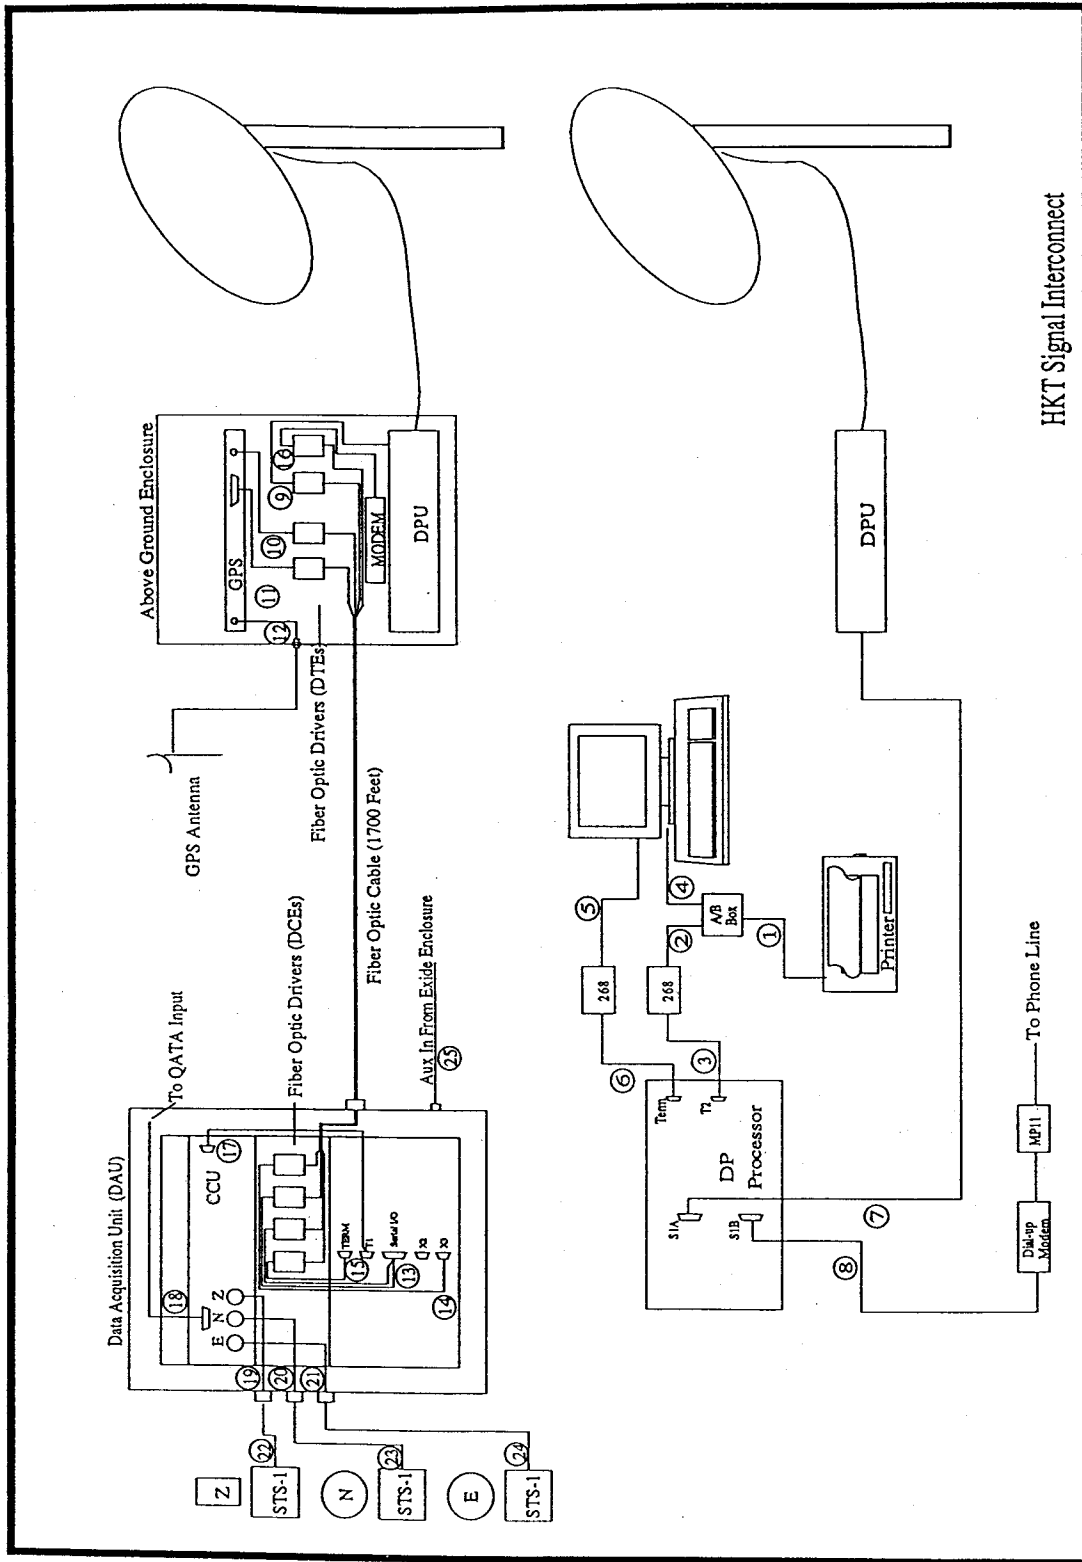 Data Acquisition Unit (DAU)
To QATA Input
18
CCU
17
E
N
Z
Fiber Optic Drivers (DCEs)
TERM
T1
Serial I/O
X2
X3
15
13
14
19
20
21
22
23
24
Z
STS-1
N
STS-1
E
STS-1
Aux In From Exide Enclosure
25
Fiber Optic Cable (1700 Feet)
Fiber Optic Drivers (DTEs)
GPS Antenna
Above Ground Enclosure
GPS
12
11
10
9
16
MODEM
DPU
DP
Processor
S1A
S1B
Term
T2
6
3
268
268
5
2
4
A/B
Box
1
Printer
7
8
Dial-up
Modem
MP11
To Phone Line
DPU
HKT Signal Interconnect